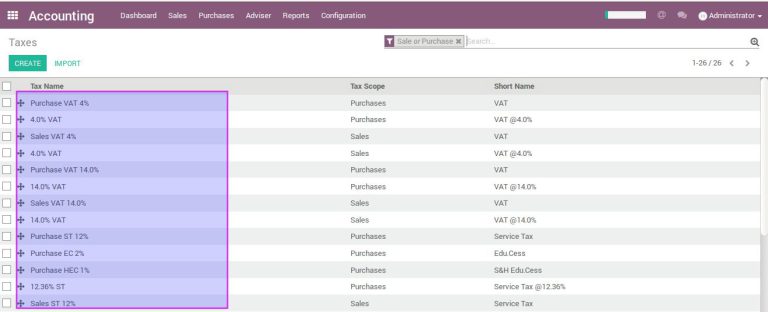 Accounting Dashboard Sales Purchases Adviser Reports Configuration Administrator
Taxes Sale or Purchase Search...
CREATE IMPORT 1-26 / 26
Tax Name Tax Scope Short Name
Purchase VAT 4% Purchases VAT
4.0% VAT Purchases VAT @4.0%
Sales VAT 4% Sales VAT
4.0% VAT Sales VAT @4.0%
Purchase VAT 14.0% Purchases VAT
14.0% VAT Purchases VAT @14.0%
Sales VAT 14.0% Sales VAT
14.0% VAT Sales VAT @14.0%
Purchase ST 12% Purchases Service Tax
Purchase EC 2% Purchases Edu.Cess
Purchase HEC 1% Purchases S&H Edu.Cess
12.36% ST Purchases Service Tax @12.36%
Sales ST 12% Sales Service Tax